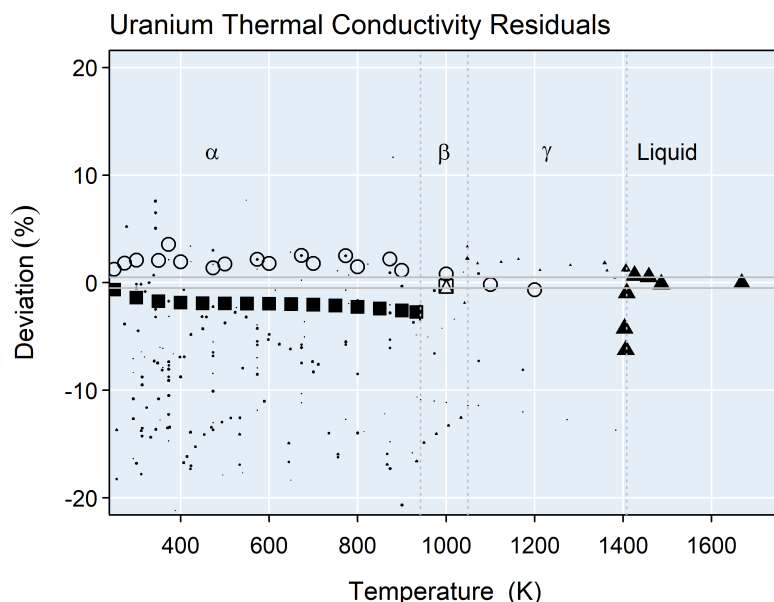 Uranium Thermal Conductivity Residuals
Deviation (%)
20
10
0
-10
-20
α
β
γ
Liquid
400 600 800 1000 1200 1400 1600
Temperature (K)